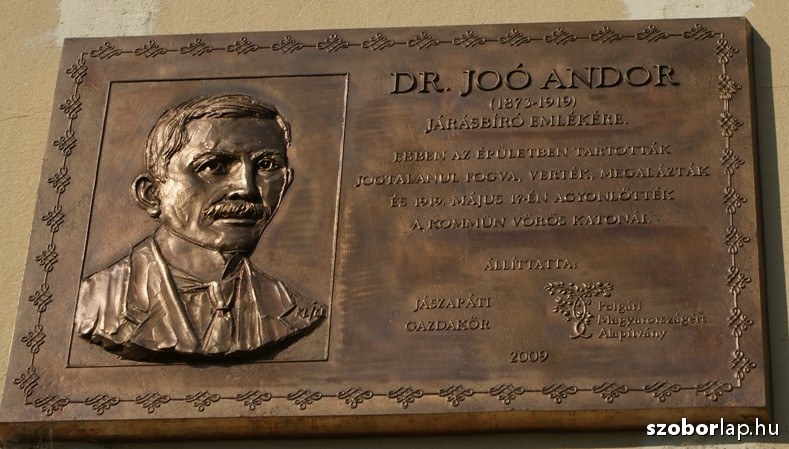 DR. JOÓ ANDOR
(1873-1919)
JÁRÁSBÍRÓ EMLÉKÉRE.
EBBEN AZ ÉPÜLETBEN TARTOTTÁK
JOGTALANUL FOGVA, VERTÉK, MEGALÁZTÁK
ÉS 1919. MÁJUS 17-ÉN AGYONLŐTTÉK
A KOMMÜN VÖRÖS KATONÁI.
ÁLLÍTTATTA:
JÁSZAPÁTI
GAZDAKÖR
Polgári
Magyarországért
Alapítvány
2009
szoborlap.hu